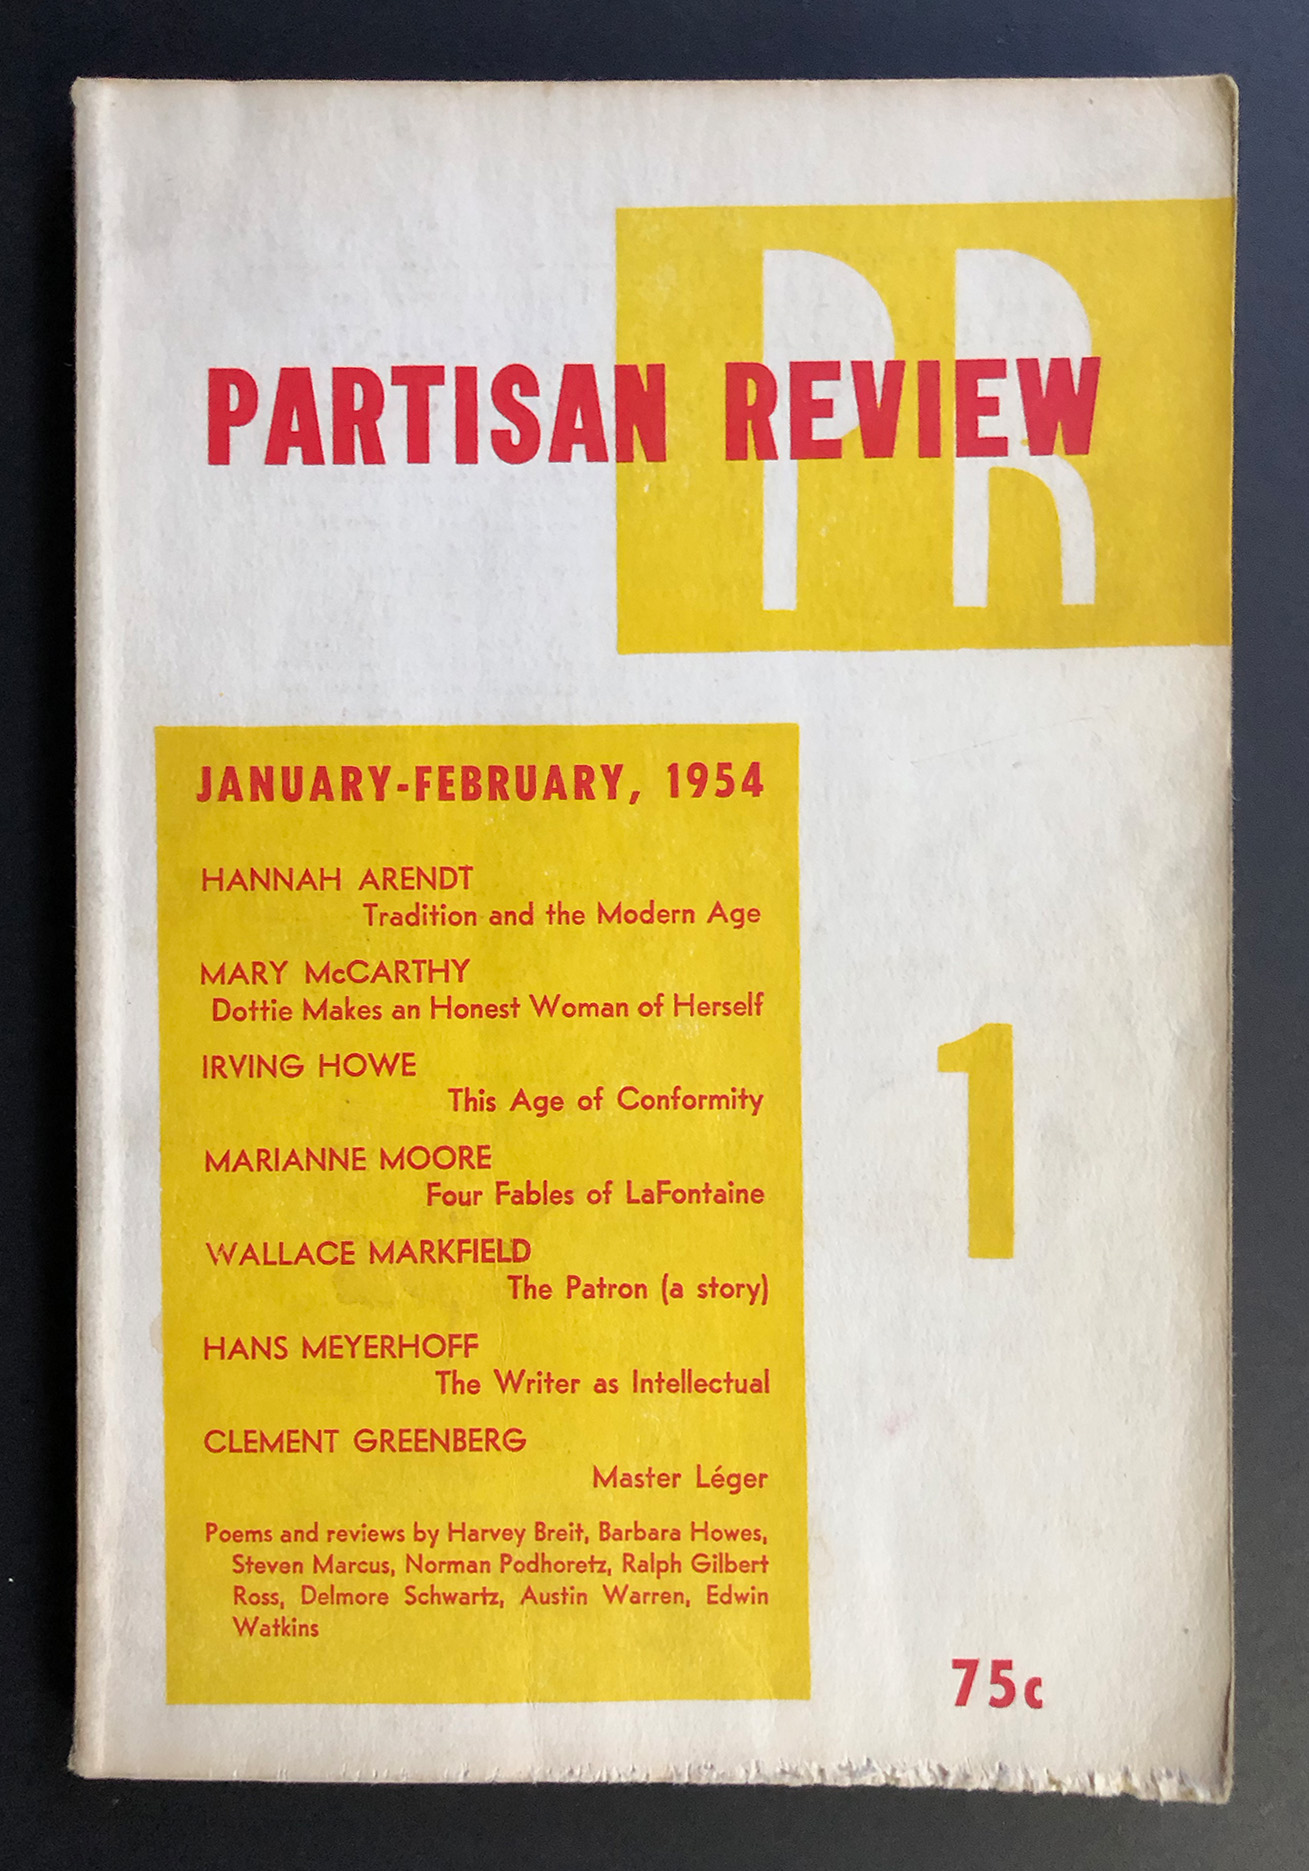 PR
PARTISAN REVIEW
JANUARY-FEBRUARY, 1954
HANNAH ARENDT
Tradition and the Modern Age
MARY McCARTHY
Dottie Makes an Honest Woman of Herself
IRVING HOWE
This Age of Conformity
MARIANNE MOORE
Four Fables of LaFontaine
WALLACE MARKFIELD
The Patron (a story)
HANS MEYERHOFF
The Writer as Intellectual
CLEMENT GREENBERG
Master Léger
Poems and reviews by Harvey Breit, Barbara Howes,
Steven Marcus, Norman Podhoretz, Ralph Gilbert
Ross, Delmore Schwartz, Austin Warren, Edwin
Watkins
1
75c